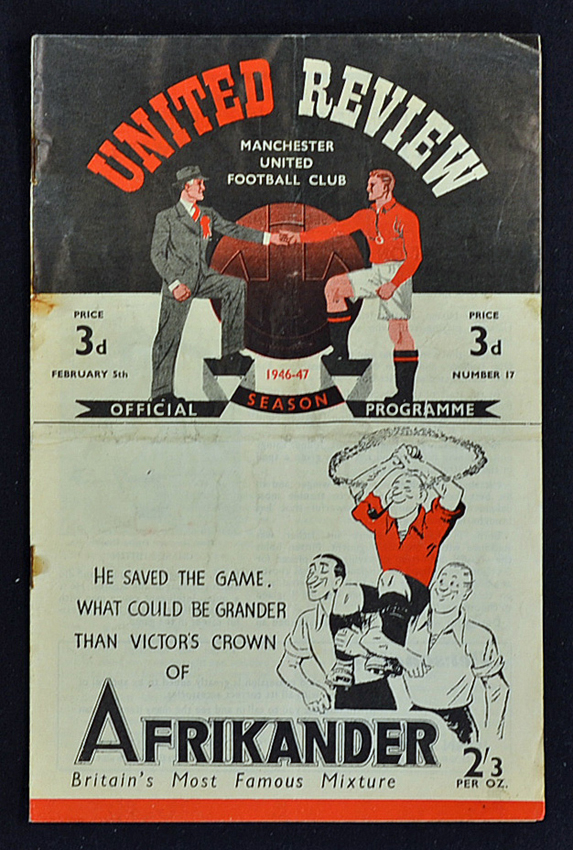 UNITED REVIEW
MANCHESTER
UNITED
FOOTBALL CLUB
PRICE
3d
FEBRUARY 5th
PRICE
3d
NUMBER 17
1946-47
OFFICIAL SEASON PROGRAMME
HE SAVED THE GAME.
WHAT COULD BE GRANDER
THAN VICTOR'S CROWN
OF
AFRIKANDER
Britain's Most Famous Mixture
2'3
PER OZ.